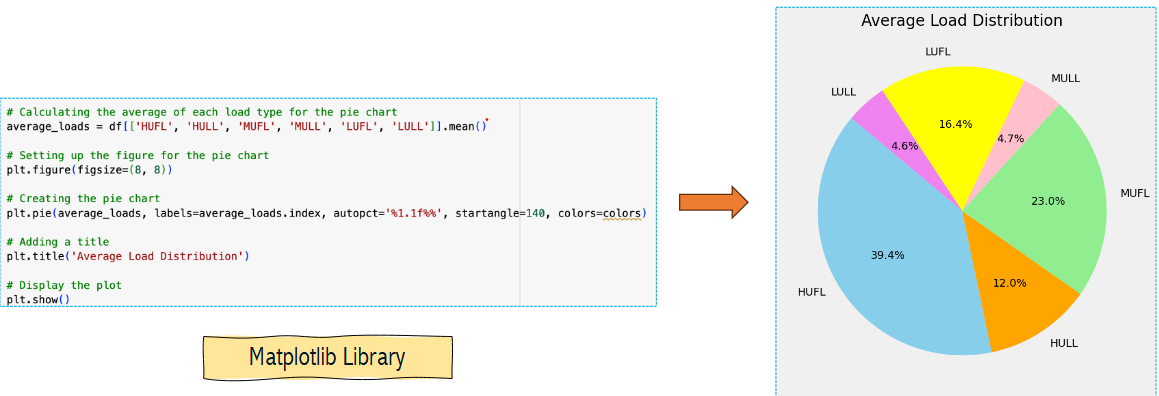 # Calculating the average of each load type for the pie chart
average_loads = df[['HUFL', 'HULL', 'MUFL', 'MULL', 'LUFL', 'LULL']].mean()
# Setting up the figure for the pie chart
plt.figure(figsize=(8, 8))
# Creating the pie chart
plt.pie(average_loads, labels=average_loads.index, autopct='%1.1f%%', startangle=140, colors=colors)
# Adding a title
plt.title('Average Load Distribution')
# Display the plot
plt.show()
Matplotlib Library
Average Load Distribution
LUFL
MULL
LULL
16.4%
4.7%
4.6%
MUFL
23.0%
39.4%
12.0%
HUFL
HULL